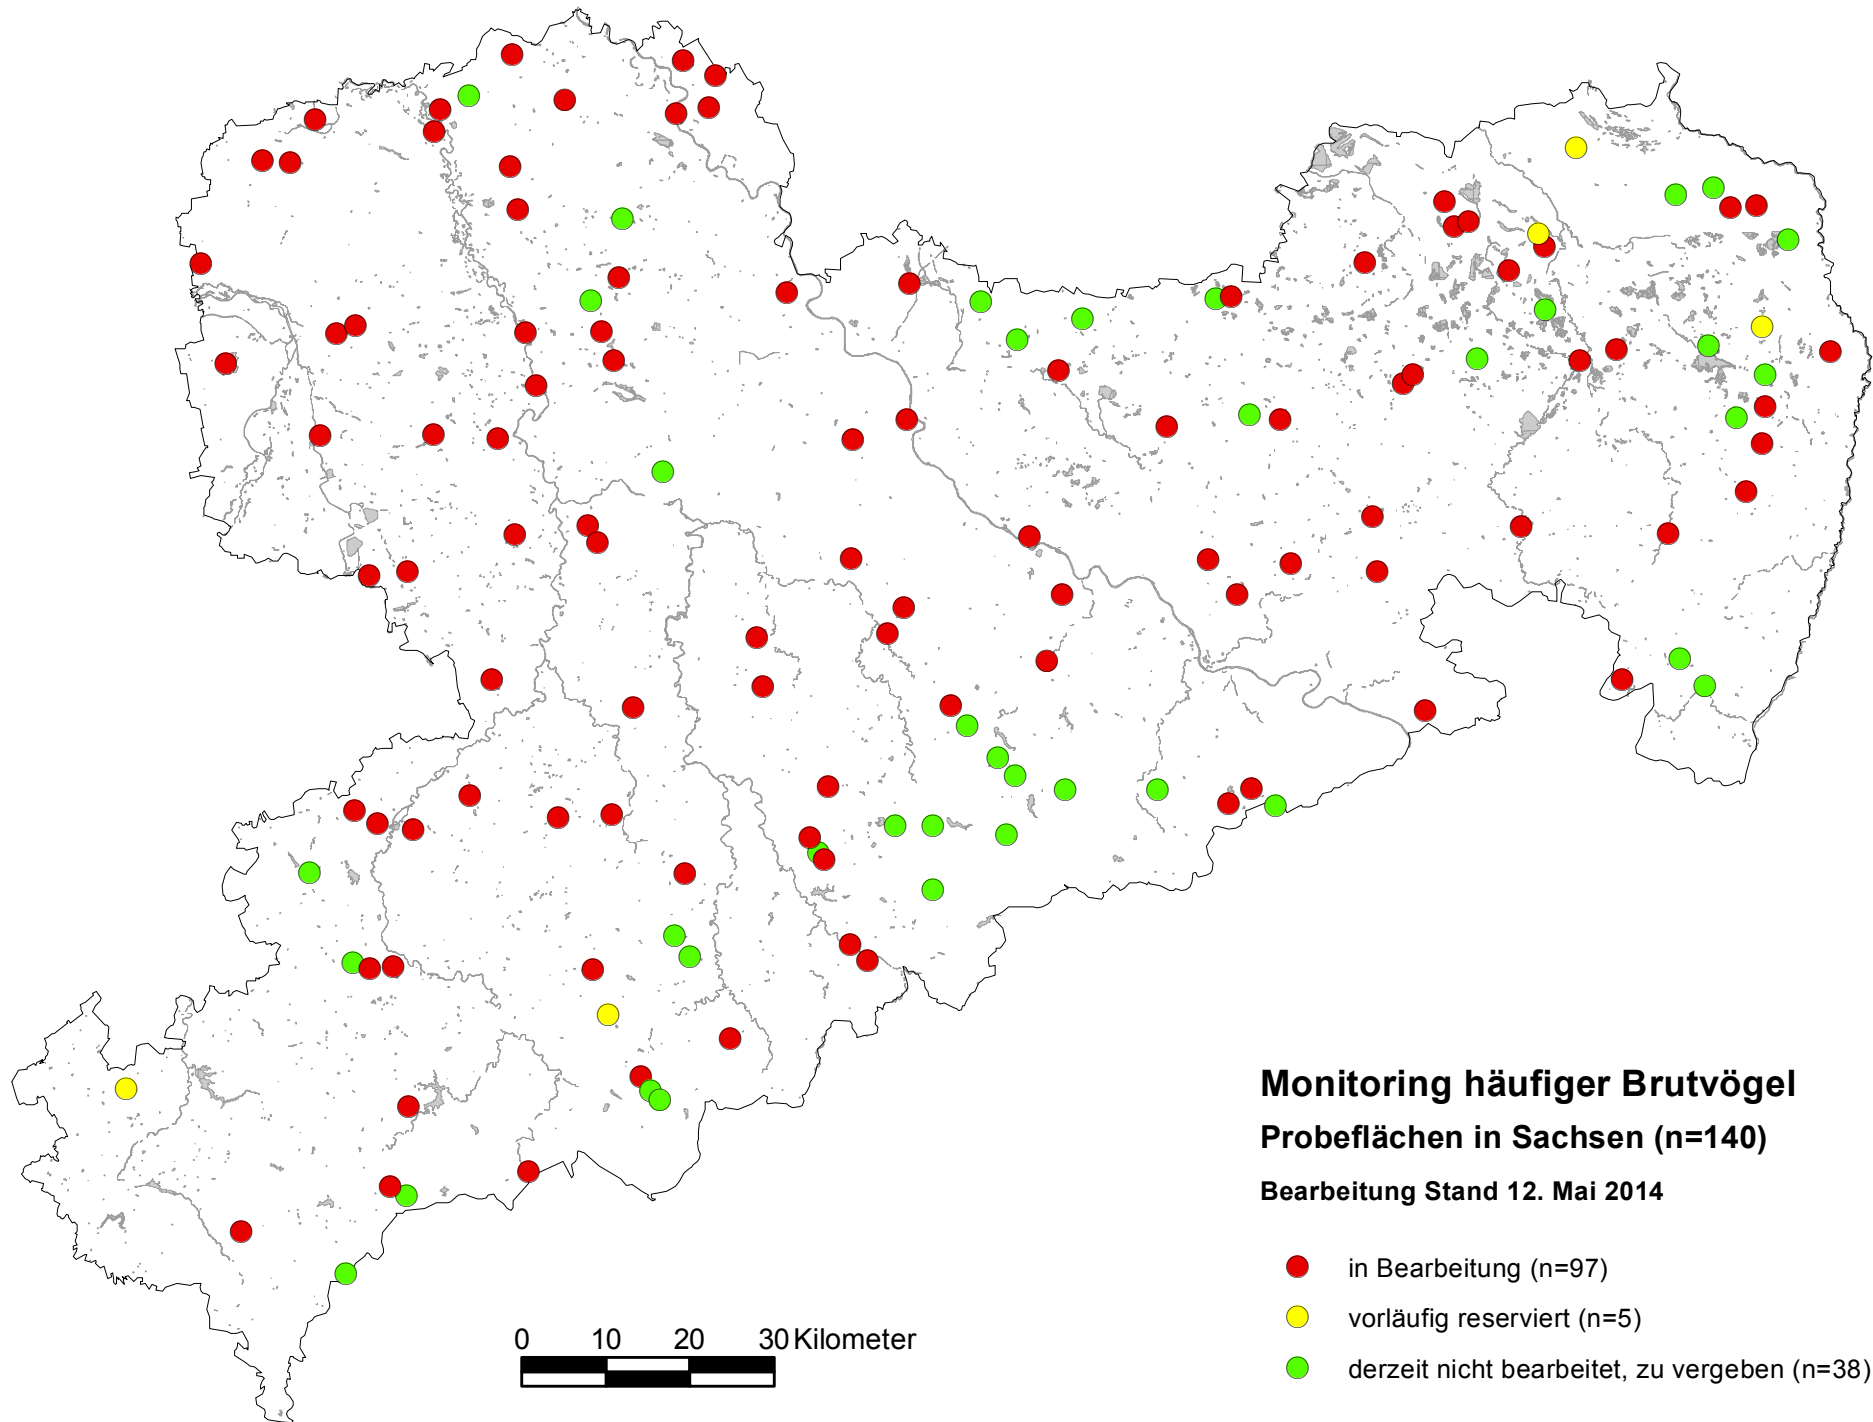 Monitoring häufiger Brutvögel
Probeflächen in Sachsen (n=140)
Bearbeitung Stand 12. Mai 2014
in Bearbeitung (n=97)
vorläufig reserviert (n=5)
derzeit nicht bearbeitet, zu vergeben (n=38)
0 10 20 30 Kilometer